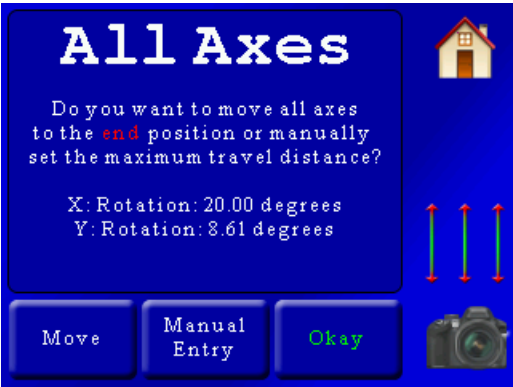 All Axes
Do you want to move all axes
to the end position or manually
set the maximum travel distance?
X: Rotation: 20.00 degrees
Y: Rotation: 8.61 degrees
Move
Manual
Entry
Okay